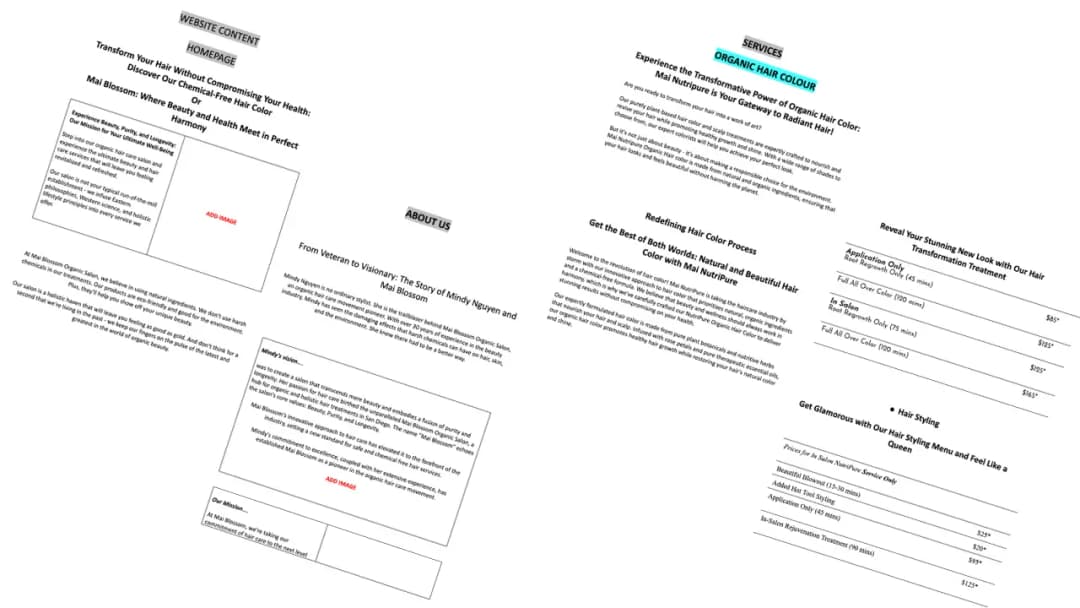 WEBSITE CONTENT
HOMEPAGE
Transform Your Hair Without Compromising Your Health:
Discover Our Chemical-Free Hair Color
Or
Mai Blossom: Where Beauty and Health Meet in Perfect
Harmony
Experience Beauty, Purity, and Longevity:
Our Mission for Your Ultimate Well-Being
Step into our organic hair care salon and
experience the ultimate beauty and hair
care services that will leave you feeling
revitalized and refreshed.
Our salon is not your typical run-of-the-mill
establishment - we infuse Eastern
philosophies, Western science, and holistic
lifestyle principles into every service we
offer.
ADD IMAGE
At Mai Blossom Organic Salon, we believe in using natural ingredients. We don't use harsh
chemicals in our treatments. Our products are eco-friendly and good for the environment.
Plus, they'll help you show off your unique beauty.
Our salon is a holistic haven that will leave you feeling as good as gold. And don't think for a
second that we're living in the past - we keep our fingers on the pulse of the latest and
greatest in the world of organic beauty.
ABOUT US
From Veteran to Visionary: The Story of Mindy Nguyen and
Mai Blossom
Mindy Nguyen is no ordinary stylist. She is the trailblazer behind Mai Blossom Organic Salon,
an organic hair care movement pioneer. With over 30 years of experience in the beauty
industry, Mindy has seen the damaging effects that harsh chemicals can have on hair, skin,
and the environment. She knew there had to be a better way.
Mindy's vision...
was to create a salon that transcends mere beauty and embodies a fusion of purity and
longevity. Her passion for hair care birthed the unparalleled Mai Blossom Organic Salon, a
hub for organic and holistic hair treatments in San Diego. The name "Mai Blossom" echoes
the salon's core values: Beauty, Purity, and Longevity.
Mai Blossom's innovative approach to hair care has elevated it to the forefront of the
industry, setting a new standard for safe and chemical free hair services.
Mindy's commitment to excellence, coupled with her extensive experience, has
established Mai Blossom as a pioneer in the organic hair care movement.
ADD IMAGE
Our Mission...
At Mai Blossom, we're taking our
commitment of hair care to the next level
SERVICES
ORGANIC HAIR COLOUR
Experience the Transformative Power of Organic Hair Color:
Mai Nutripure is Your Gateway to Radiant Hair!
Are you ready to transform your hair into a work of art?
Our purely plant-based hair color and scalp treatments are expertly crafted to nourish and
revive your hair while promoting healthy growth and shine. With a wide range of shades to
choose from, our expert colorists will help you achieve your perfect look.
But it's not just about beauty - it's about making a responsible choice for the environment.
Mai Nutripure Organic Hair color is made from natural and organic ingredients, ensuring that
your hair looks and feels beautiful without harming the planet.
Redefining Hair Color Process
Get the Best of Both Worlds: Natural and Beautiful Hair
Color with Mai NutriPure
Welcome to the revolution of hair color! Mai NutriPure is taking the haircare industry by
storm with our innovative approach to hair color that prioritizes natural, organic ingredients
and a chemical free formula. We believe that beauty and wellness should always work in
harmony, which is why we've carefully crafted our NutriPure Organic Hair Color to deliver
stunning results without compromising on your health.
Our expertly formulated hair color is made from pure plant botanicals and nutritive herbs
that nourish your hair and scalp. Infused with rose petals and pure therapeutic essential oils,
our organic hair color promotes healthy hair growth while restoring your hair's natural color
and shine.
Reveal Your Stunning New Look with Our Hair
Transformation Treatment
Application Only
Root Regrowth Only (45 mins)
$85*
Full All Over Color (120 mins)
$125*
In Salon
Root Regrowth Only (75 mins)
$125*
Full All Over Color (120 mins)
$165*
• Hair Styling
Get Glamorous with Our Hair Styling Menu and Feel Like a
Queen
Prices for In Salon NutriPure Service Only
Beautiful Blowout (15-30 mins)
$25*
Added Hot Tool Styling
$20*
Application Only (45 mins)
$95*
In-Salon Rejuvenation Treatment (90 mins)
$125*